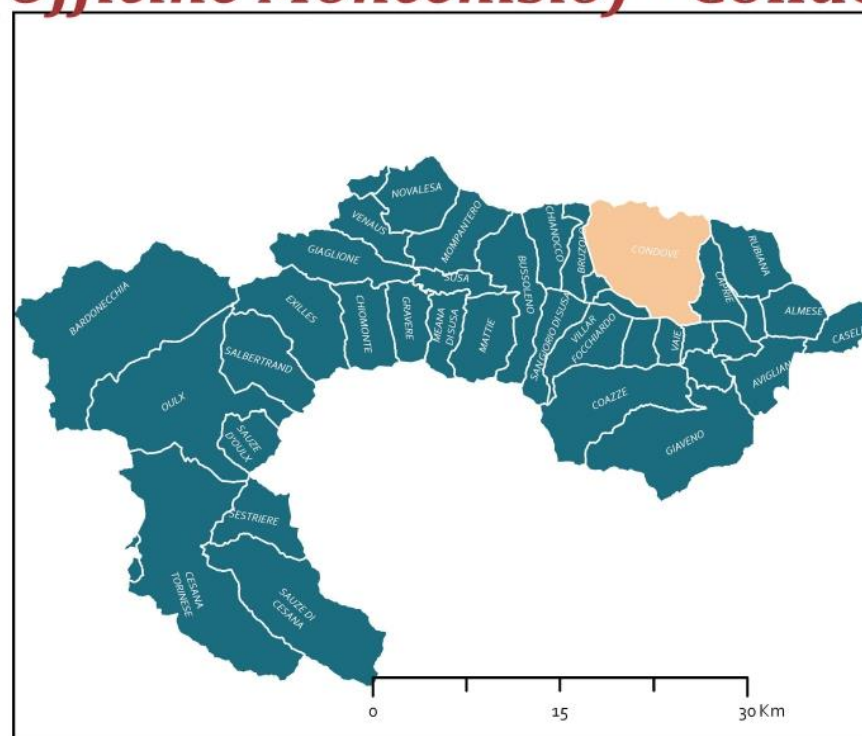 NOVALESA
VENAUS
MOMPANTERO
GIAGLIONE
SUSA
BUSSOLENO
CHIANOCCO
BRUZOLO
CONDOVE
CAPRIE
RUBIANA
ALMESE
BARDONECCHIA
EXILLES
CHIOMONTE
GRAVERE
MEANA
DI SUSA
MATTIE
SAN GIORIO DI SUSA
VILLAR
FOCCHIARDO
VAIE
SALBERTRAND
OULX
COAZZE
GIAVENO
SAUZE
D'OULX
SESTRIERE
CESANA
TORINESE
SAUZE DI
CESANA
0 15 30 Km